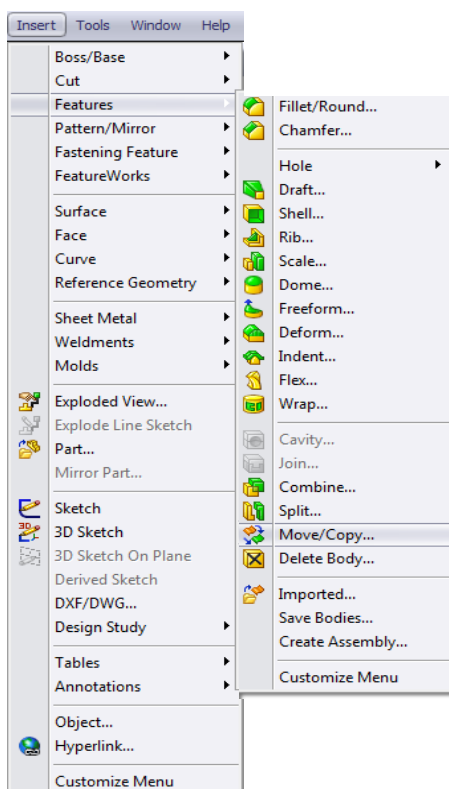 Insert Tools Window Help
Boss/Base
Cut
Features
Pattern/Mirror
Fastening Feature
FeatureWorks
Surface
Face
Curve
Reference Geometry
Sheet Metal
Weldments
Molds
Exploded View...
Explode Line Sketch
Part...
Mirror Part...
Sketch
3D Sketch
3D Sketch On Plane
Derived Sketch
DXF/DWG...
Design Study
Tables
Annotations
Object...
Hyperlink...
Customize Menu
Fillet/Round...
Chamfer...
Hole
Draft...
Shell...
Rib...
Scale...
Dome...
Freeform...
Deform...
Indent...
Flex...
Wrap...
Cavity...
Join...
Combine...
Split...
Move/Copy...
Delete Body...
Imported...
Save Bodies...
Create Assembly...
Customize Menu